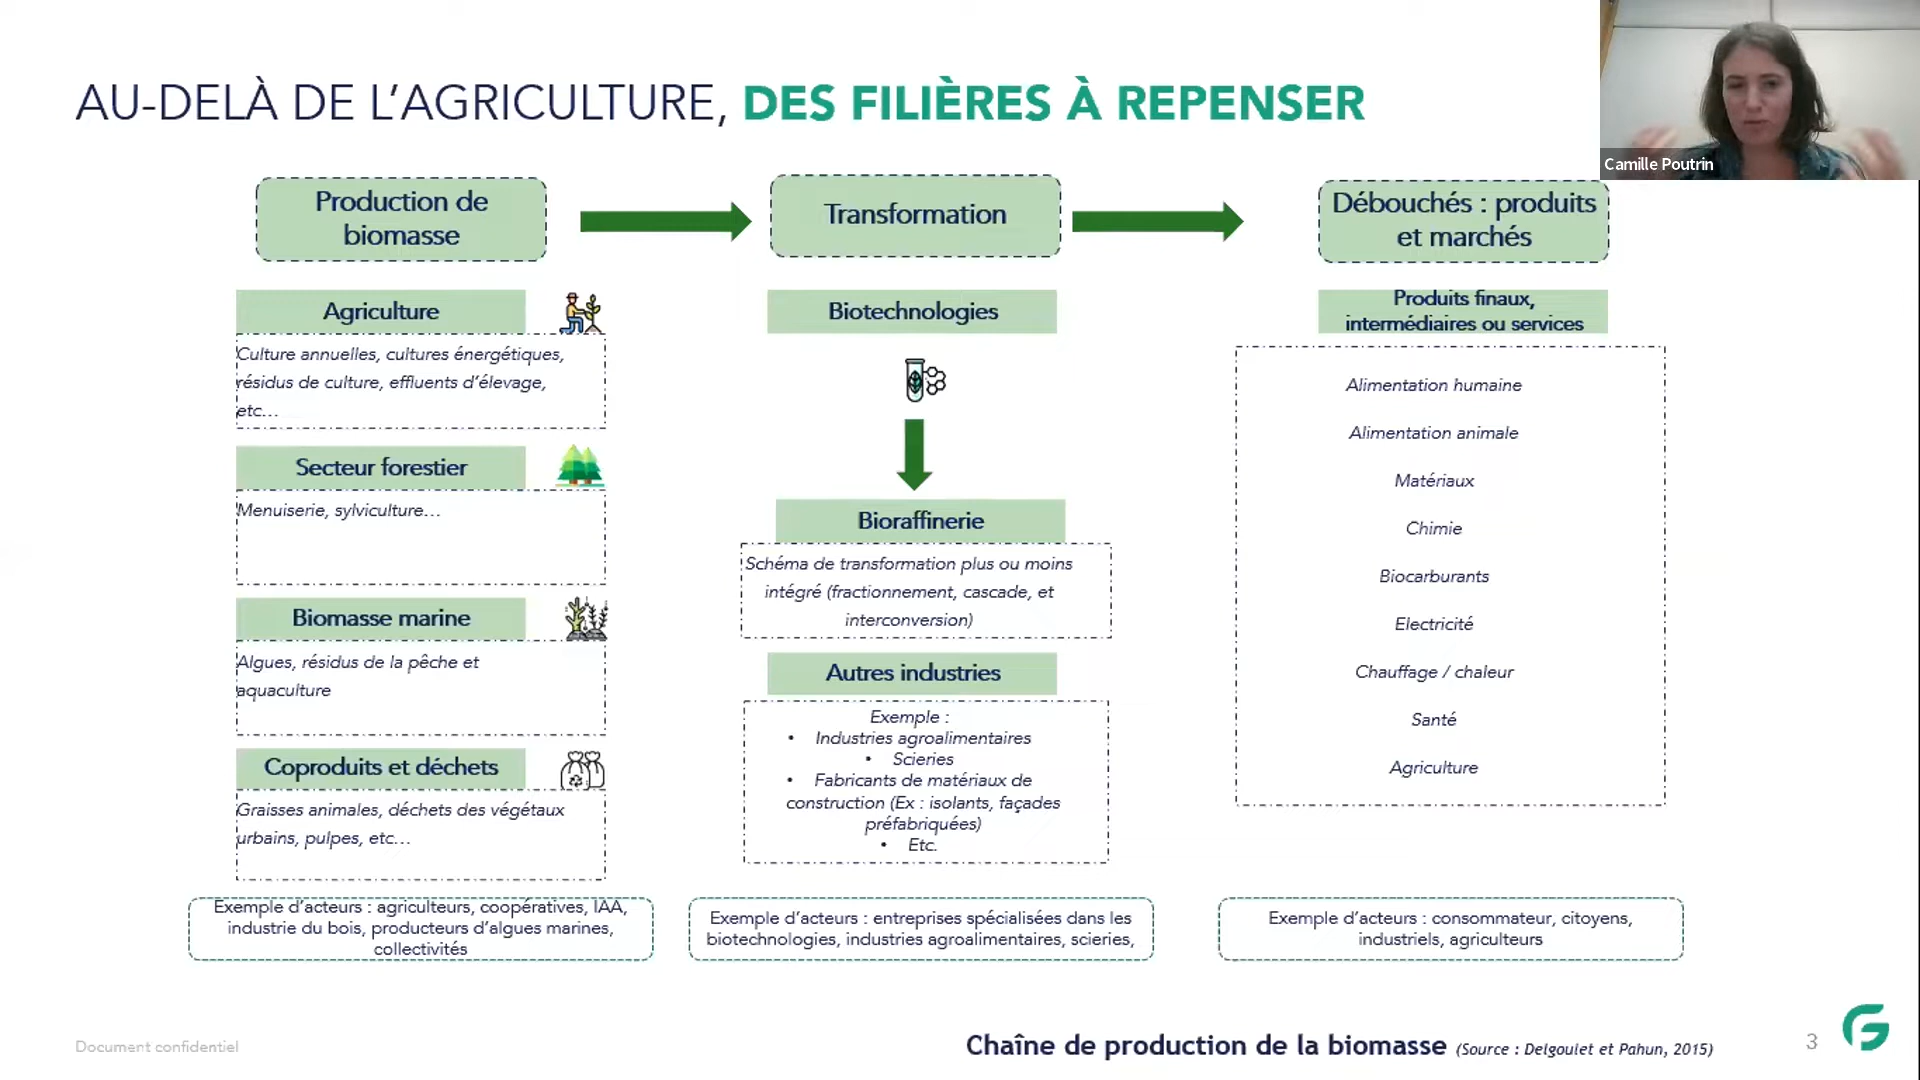 AU-DELÀ DE L’AGRICULTURE, DES FILIÈRES À REPENSER
Camille Poutrin
Production de
biomasse
Transformation
Débouchés : produits
et marchés
Agriculture
Culture annuelles, cultures énergétiques,
résidus de culture, effluents d’élevage,
etc…
Secteur forestier
Menuiserie, sylviculture…
Biomasse marine
Algues, résidus de la pêche et
aquaculture
Coproduits et déchets
Graisses animales, déchets des végétaux
urbains, pulpes, etc…
Exemple d’acteurs : agriculteurs, coopératives, IAA,
industrie du bois, producteurs d’algues marines,
collectivités
Biotechnologies
Bioraffinerie
Schéma de transformation plus ou moins
intégré (fractionnement, cascade, et
interconversion)
Autres industries
Exemple :
• Industries agroalimentaires
• Scieries
• Fabricants de matériaux de
construction (Ex : isolants, façades
préfabriquées)
• Etc.
Exemple d’acteurs : entreprises spécialisées dans les
biotechnologies, industries agroalimentaires, scieries,
Produits finaux,
intermédiaires ou services
Alimentation humaine
Alimentation animale
Matériaux
Chimie
Biocarburants
Electricité
Chauffage / chaleur
Santé
Agriculture
Exemple d’acteurs : consommateur, citoyens,
industriels, agriculteurs
Document confidentiel
Chaîne de production de la biomasse (Source : Delgoulet et Pahun, 2015)
3